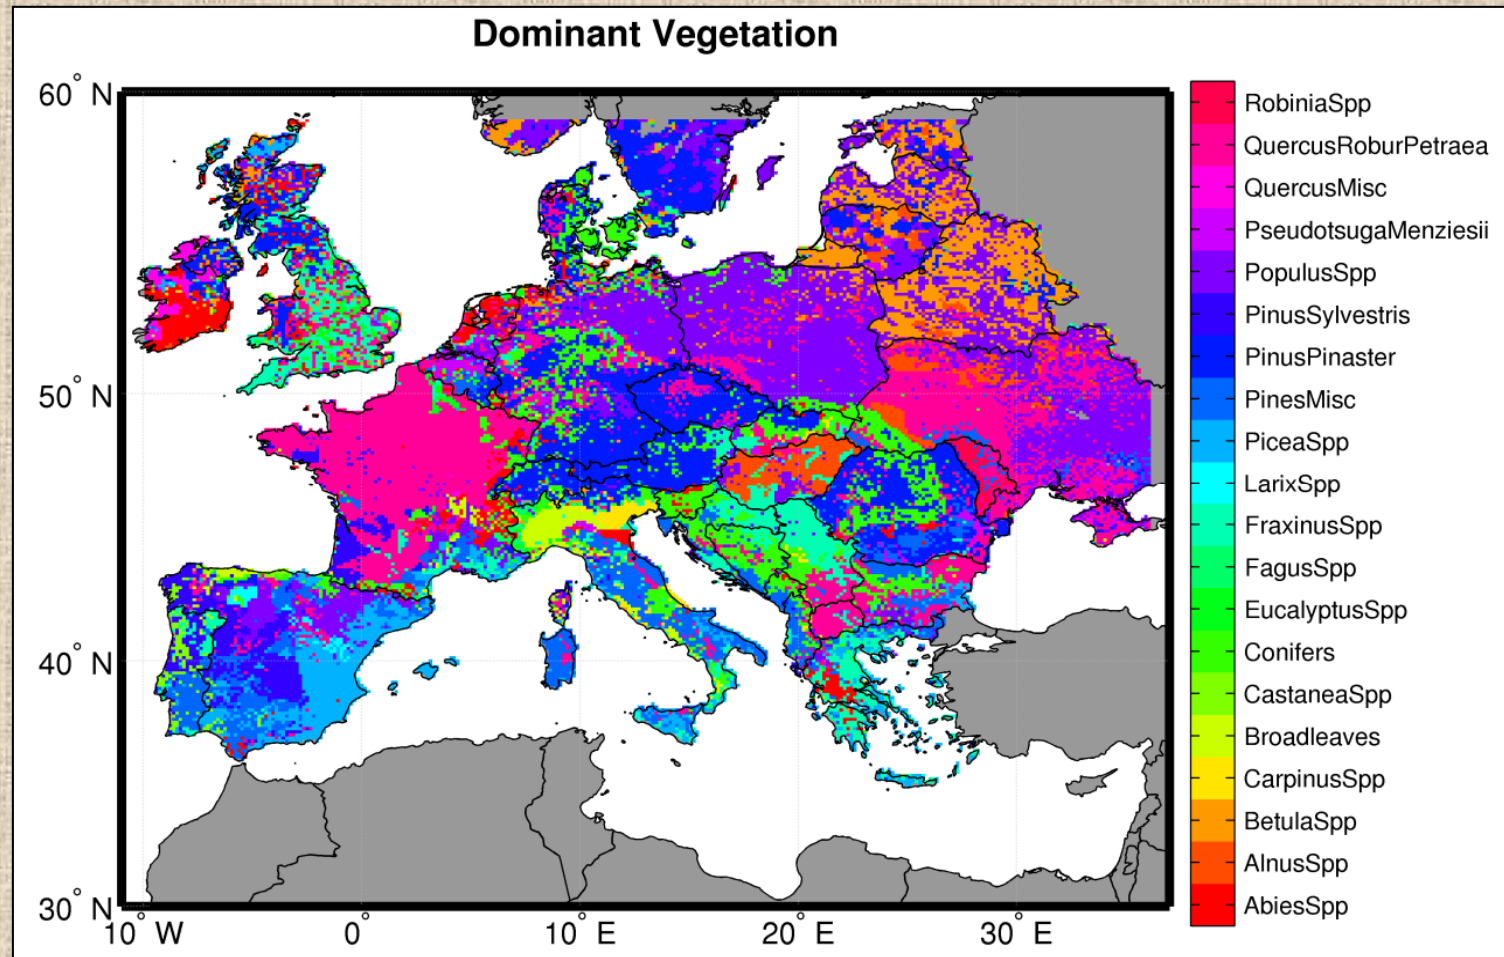 Dominant Vegetation
60° N
50° N
40° N
30° N
10° W
0°
10° E
20° E
30° E
RobiniaSpp
QuercusRoburPetraea
QuercusMisc
PseudotsugaMenziesii
PopulusSpp
PinusSylvestris
PinusPinaster
PinesMisc
PiceaSpp
LarixSpp
FraxinusSpp
FagusSpp
EucalyptusSpp
Conifers
CastaneaSpp
Broadleaves
CarpinusSpp
BetulaSpp
AlnusSpp
AbiesSpp